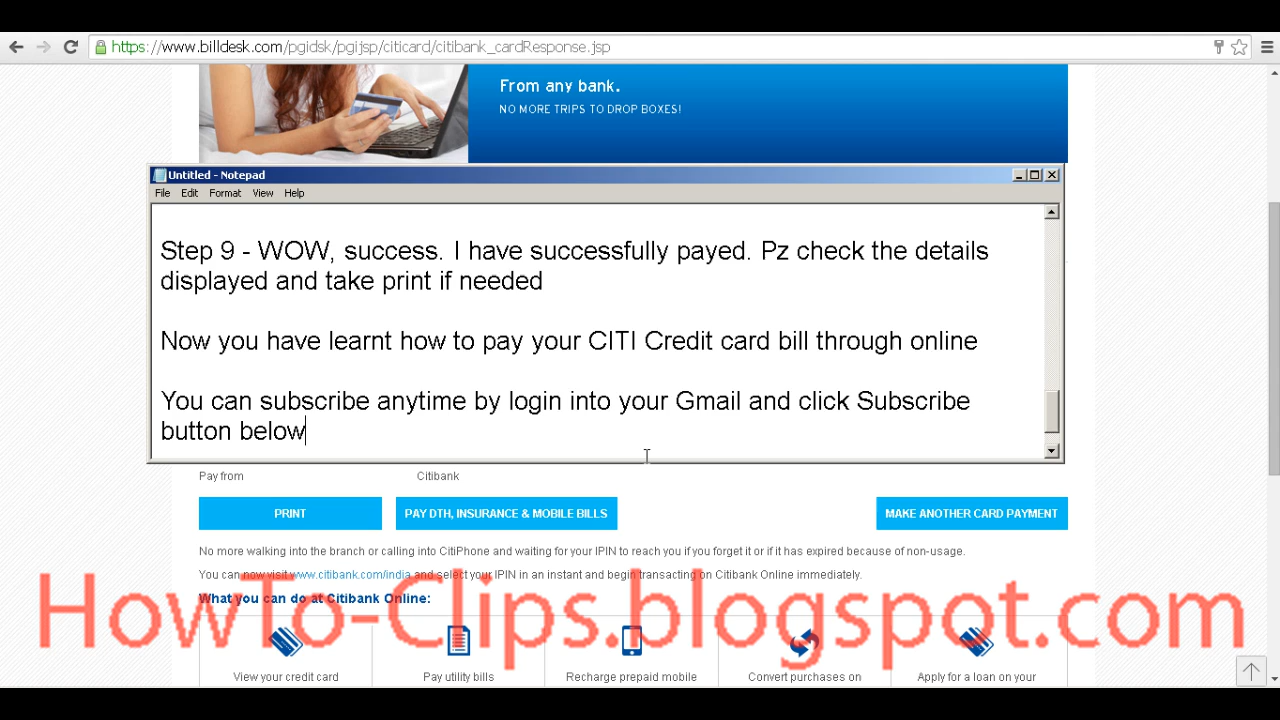 https://www.billdesk.com/pgidsk/pgijsp/citicard/citibank_cardResponse.jsp
From any bank.
NO MORE TRIPS TO DROP BOXES!
Untitled - Notepad
File Edit Format View Help
Step 9 - WOW, success. I have successfully payed. Pz check the details
displayed and take print if needed
Now you have learnt how to pay your CITI Credit card bill through online
You can subscribe anytime by login into your Gmail and click Subscribe
button below
Pay from Citibank
PRINT PAY DTH, INSURANCE & MOBILE BILLS MAKE ANOTHER CARD PAYMENT
No more walking into the branch or calling into CitiPhone and waiting for your IPIN to reach you if you forget it or if it has expired because of non-usage.
You can now visit www.citibank.com/india and select your IPIN in an instant and begin transacting on Citibank Online immediately.
What you can do at Citibank Online:
HowTo-Clips.blogspot.com
View your credit card Pay utility bills Recharge prepaid mobile Convert purchases on Apply for a loan on your